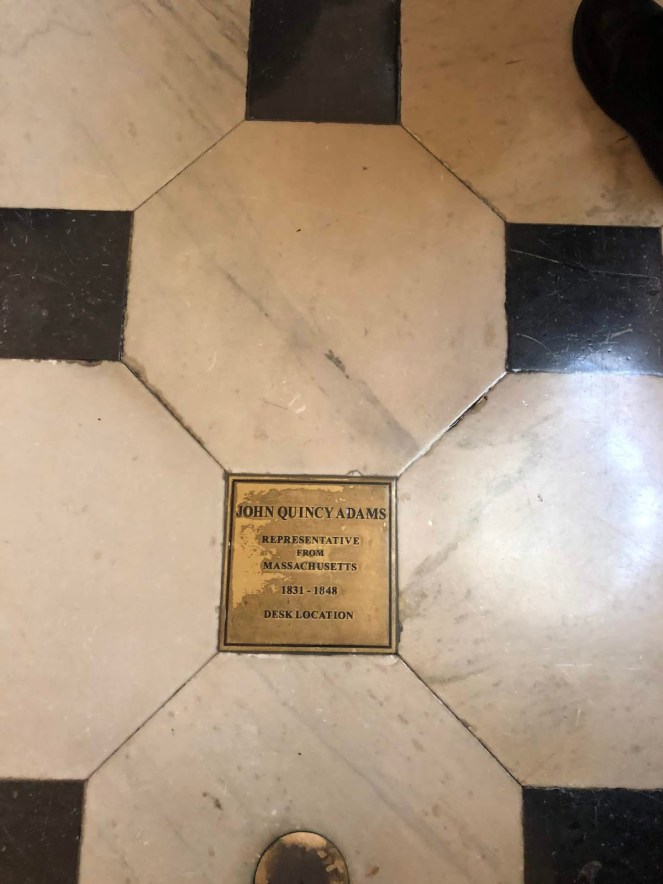 JOHN QUINCY ADAMS
REPRESENTATIVE
FROM
MASSACHUSETTS
1831 - 1848
DESK LOCATION